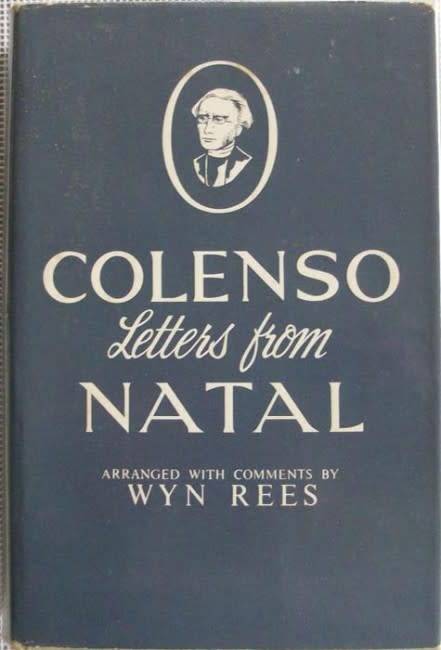 COLENSO
Letters from
NATAL
ARRANGED WITH COMMENTS BY
WYN REES